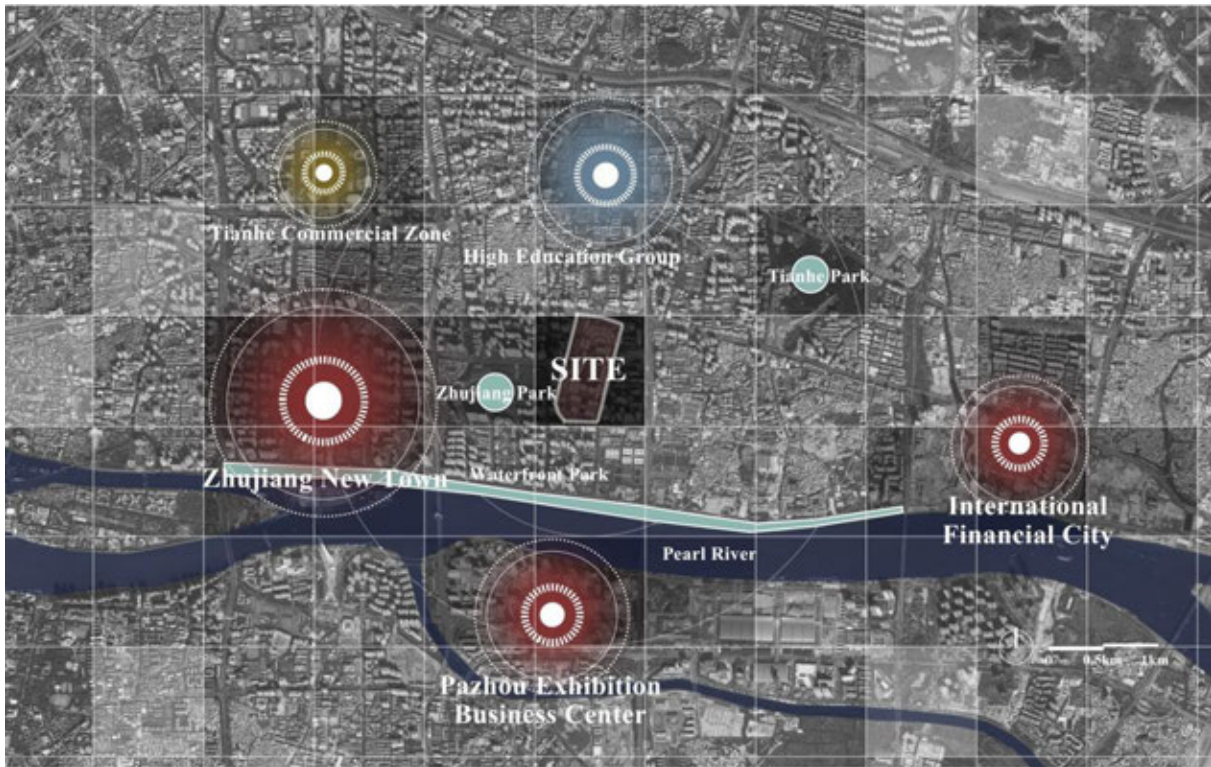 Tianhe Commercial Zone
High Education Group
Tianhe Park
SITE
Zhujiang Park
Zhujiang New Town
Waterfront Park
International
Financial City
Pearl River
0 0.5km 1km
Pazhou Exhibition
Business Center